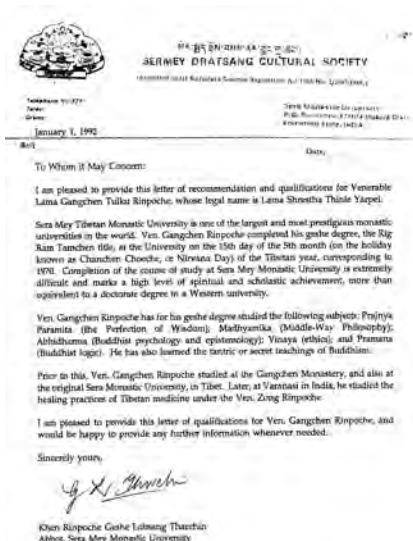 SERMEY DRATSANG CULTURAL SOCIETY
January 1, 1992
Date,
To Whom it May Concern:
I am pleased to provide this letter of recommendation and qualifications for Venerable
Lama Gangchen Tulku Rinpoche, whose legal name is Lama Shrestha Thinle Yarpel.
Sera Mey Tibetan Monastic University is one of the largest and most prestigious monastic
universities in the world. Ven. Gangchen Rinpoche completed his geshe degree, the Rig
Ram Tamchen title, at the University on the 15th day of the 5th month (on the holiday
known as Chanchen Choeche, or Nirvana Day) of the Tibetan year, corresponding to
1970. Completion of the course of study at Sera Mey Monastic University is extremely
difficult and marks a high level of spiritual and scholastic achievement, more than
equivalent to a doctorate degree in a Western university.
Ven. Gangchen Rinpoche has for his geshe degree studied the following subjects: Prajnya
Paramita (the Perfection of Wisdom); Madhyamika (Middle-Way Philosophy);
Abhidharma (Buddhist psychology and epistemology); Vinaya (ethics); and Pramana
(Buddhist logic). He has also learned the tantric or secret teachings of Buddhism.
Prior to this, Ven. Gangchen Rinpoche studied at the Gangchen Monastery, and also at
the original Sera Monastic University, in Tibet. Later, at Varanasi in India, he studied the
healing practices of Tibetan medicine under the Ven. Zong Rinpoche.
I am pleased to provide this letter of qualifications for Ven. Gangchen Rinpoche, and
would be happy to provide any further information whenever needed.
Sincerely yours,
Khen Rinpoche Geshe Lobsang Tharchin
Abbot, Sera Mey Monastic University